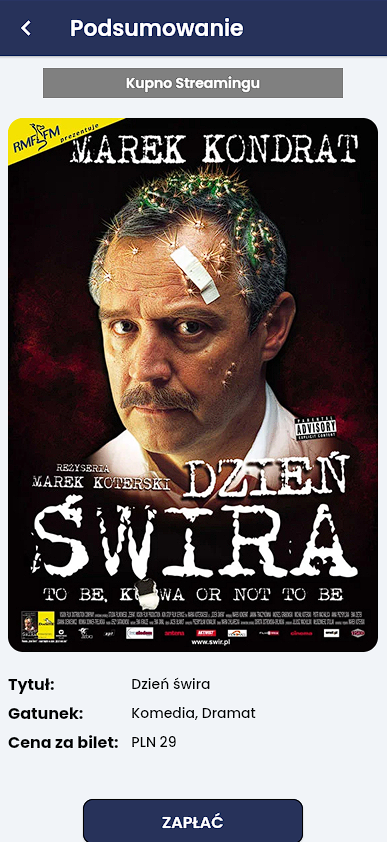 Podsumowanie
Kupno Streamingu
RMF FM prezentuje
MAREK KONDRAT
PARENTAL
ADVISORY
EXPLICIT CONTENT
REŻYSERIA
MAREK KOTERSKI
DZIEŃ
ŚWIRA
TO BE, K WA OR NOT TO BE
www.swir.pl
Tytuł: Dzień świra
Gatunek: Komedia, Dramat
Cena za bilet: PLN 29
ZAPŁAĆ